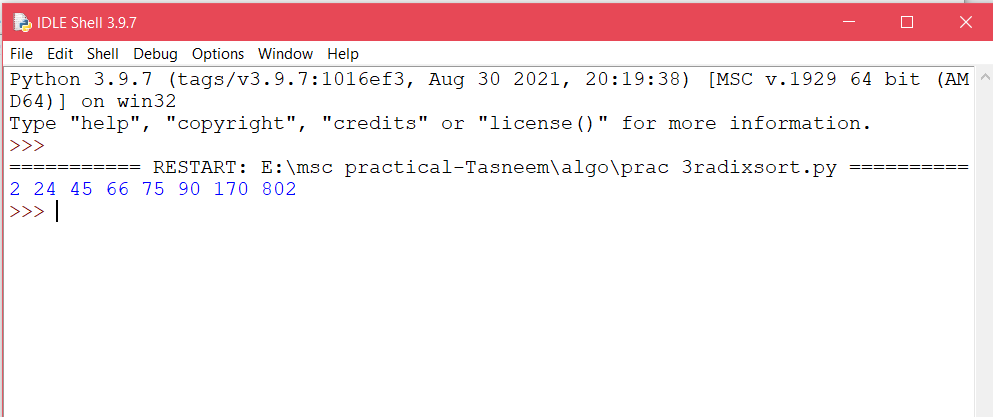 IDLE Shell 3.9.7
File Edit Shell Debug Options Window Help
Python 3.9.7 (tags/v3.9.7:1016ef3, Aug 30 2021, 20:19:38) [MSC v.1929 64 bit (AM
D64)] on win32
Type "help", "copyright", "credits" or "license()" for more information.
>>>
=========== RESTART: E:\msc practical-Tasneem\algo\prac 3radixsort.py ==========
2 24 45 66 75 90 170 802
>>>